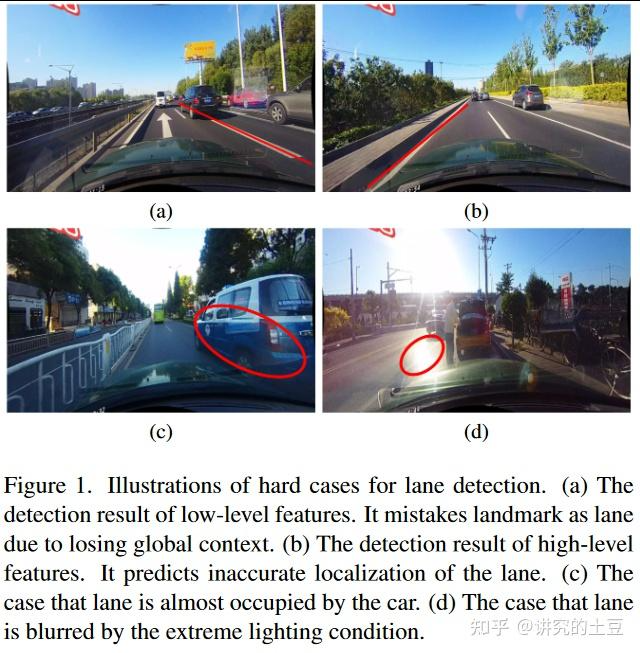 (a)
(b)
(c)
(d)
Figure 1. Illustrations of hard cases for lane detection. (a) The
detection result of low-level features. It mistakes landmark as lane
due to losing global context. (b) The detection result of high-level
features. It predicts inaccurate localization of the lane. (c) The
case that lane is almost occupied by the car. (d) The case that lane
is blurred by the extreme lighting condition.
知乎 @讲究的土豆